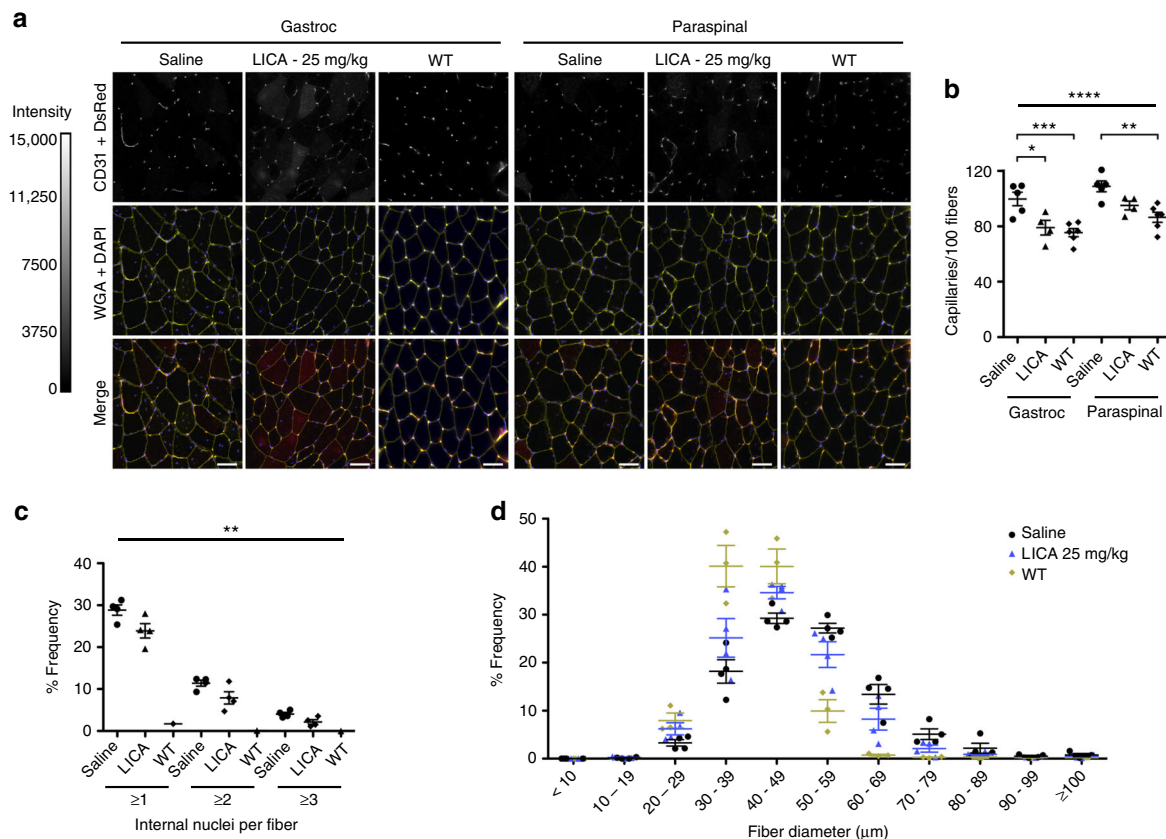 a
Gastroc
Paraspinal
Saline
LICA - 25 mg/kg
WT
Saline
LICA - 25 mg/kg
WT
Intensity
15,000
11,250
7500
3750
0
CD31 + DsRed
WGA + DAPI
Merge
b
****
***
**
*
120
80
40
0
Capillaries/100 fibers
Saline
LICA
WT
Saline
LICA
WT
Gastroc
Paraspinal
c
**
40
30
20
10
0
% Frequency
Saline
LICA
WT
Saline
LICA
WT
Saline
LICA
WT
≥1
≥2
≥3
Internal nuclei per fiber
d
50
40
30
20
10
0
% Frequency
Saline
LICA 25 mg/kg
WT
< 10
10 – 19
20 – 29
30 - 39
40 - 49
50 - 59
60 - 69
70 - 79
80 - 89
90 - 99
≥100
Fiber diameter (μm)